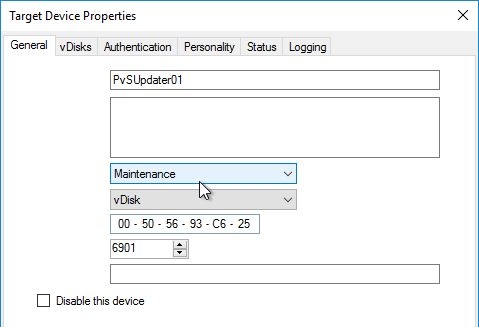 Target Device Properties
General vDisks Authentication Personality Status Logging
PvSUpdater01
Maintenance
vDisk
00 - 50 - 56 - 93 - C6 - 25
6901
Disable this device